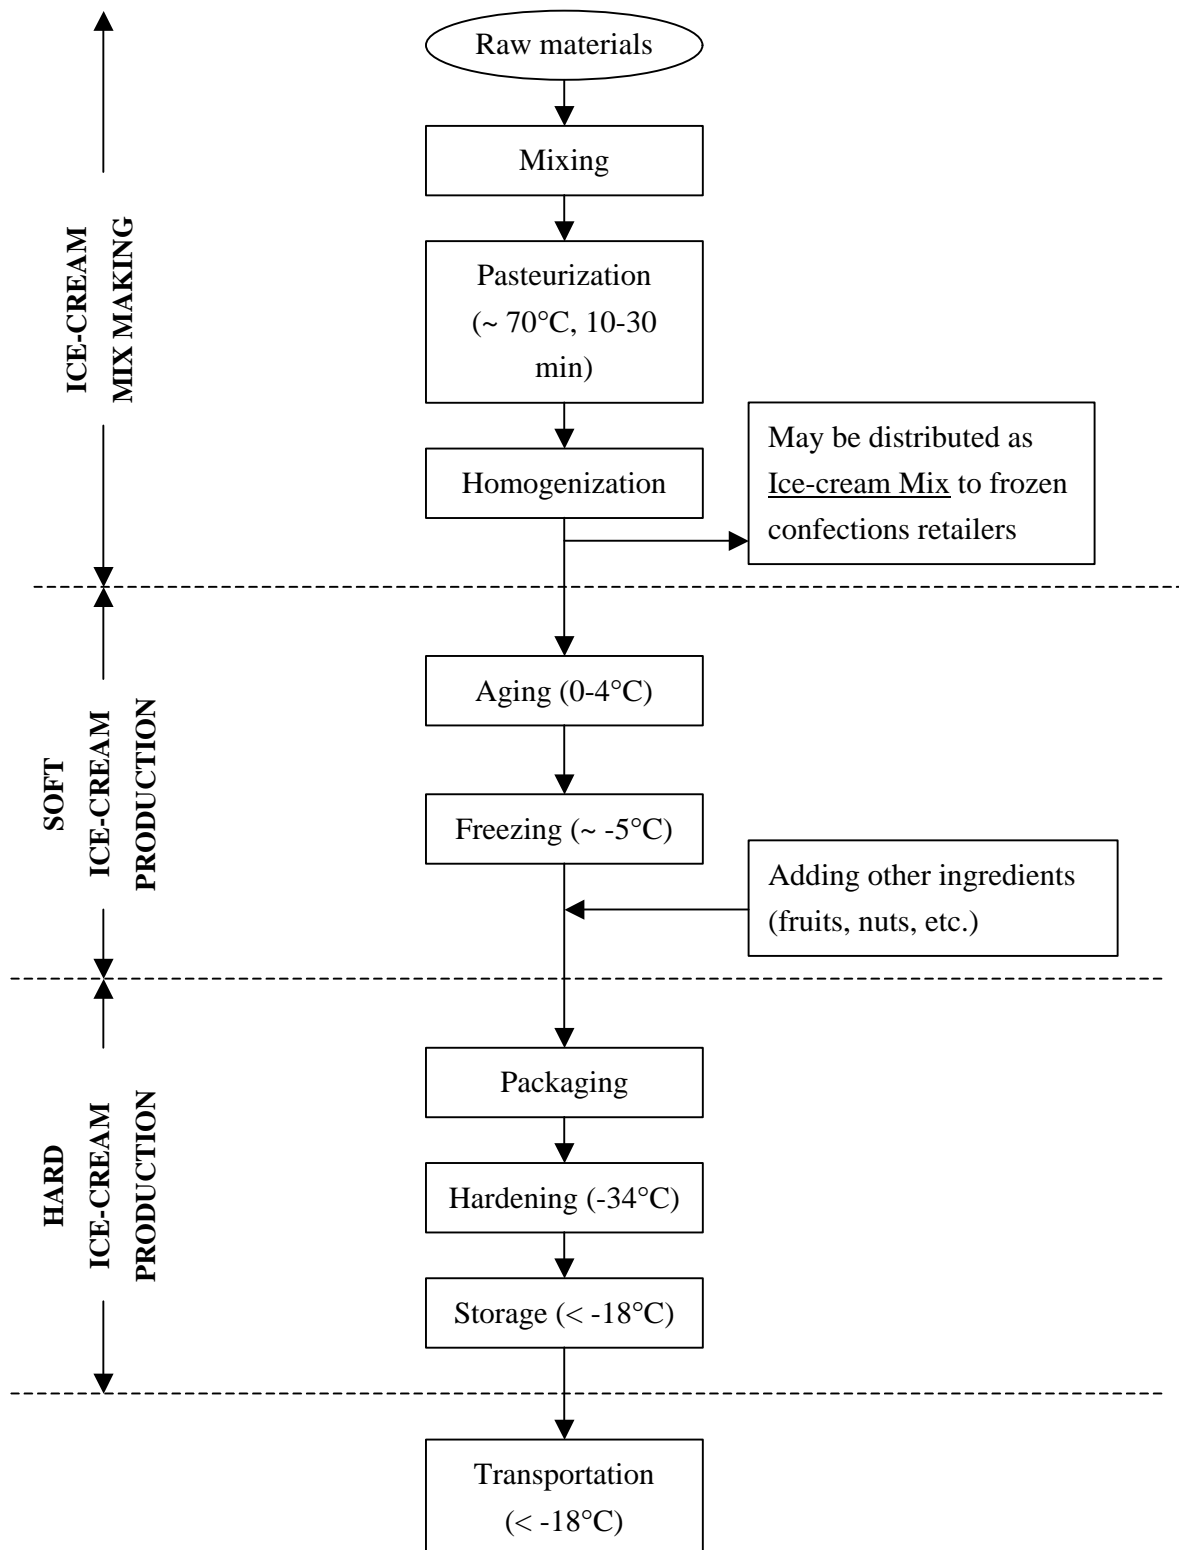 Raw materials
Mixing
ICE-CREAM
MIX MAKING
Pasteurization
(~ 70°C, 10-30
min)
Homogenization
May be distributed as
Ice-cream Mix to frozen
confections retailers
SOFT
ICE-CREAM
PRODUCTION
Aging (0-4°C)
Freezing (~ -5°C)
Adding other ingredients
(fruits, nuts, etc.)
HARD
ICE-CREAM
PRODUCTION
Packaging
Hardening (-34°C)
Storage (< -18°C)
Transportation
(< -18°C)